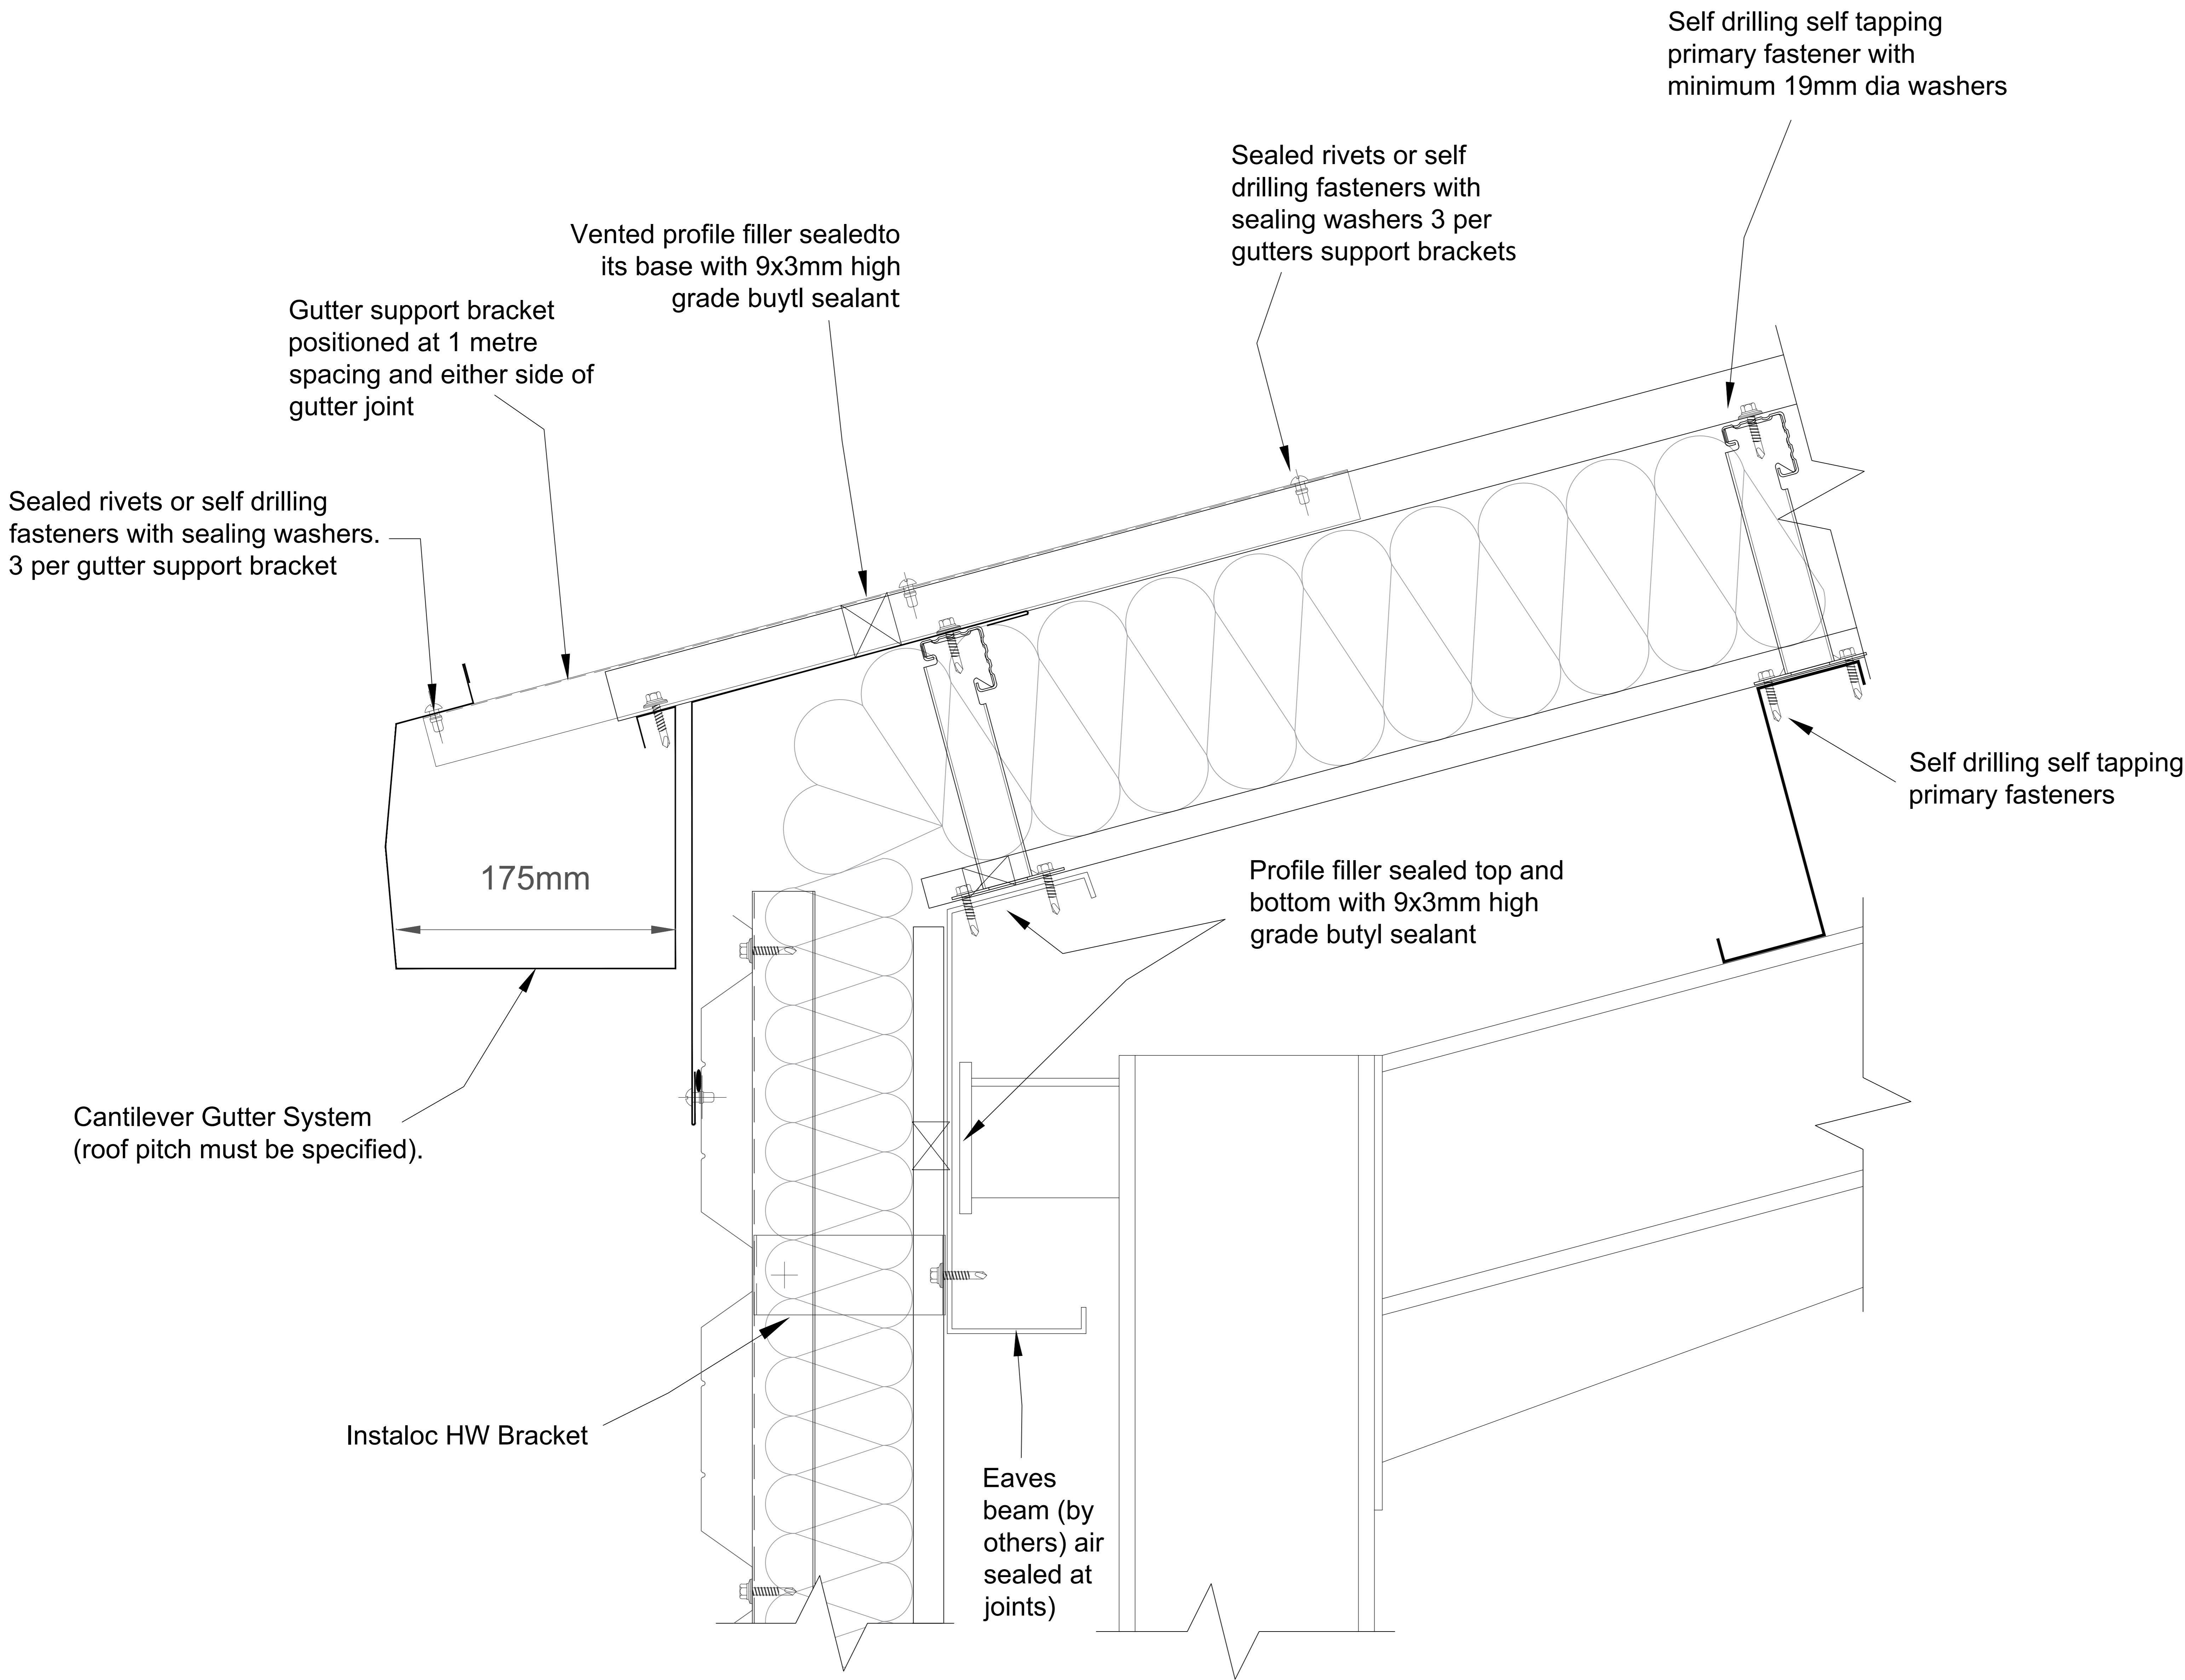 Self drilling self tapping
primary fastener with
minimum 19mm dia washers
Sealed rivets or self
drilling fasteners with
sealing washers 3 per
gutters support brackets
Vented profile filler sealedto
its base with 9x3mm high
grade buytl sealant
Gutter support bracket
positioned at 1 metre
spacing and either side of
gutter joint
Sealed rivets or self drilling
fasteners with sealing washers.
3 per gutter support bracket
Self drilling self tapping
primary fasteners
175mm
Profile filler sealed top and
bottom with 9x3mm high
grade butyl sealant
Cantilever Gutter System
(roof pitch must be specified).
Instaloc HW Bracket
Eaves
beam (by
others) air
sealed at
joints)